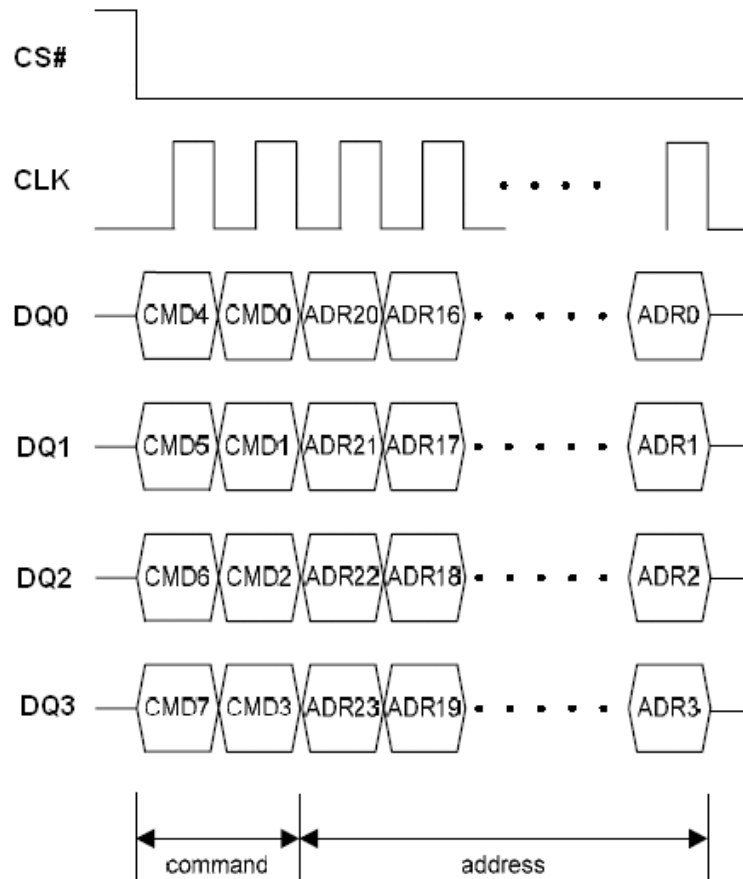 CS#
CLK
DQ0 CMD4 CMD0 ADR20 ADR16 ADR0
DQ1 CMD5 CMD1 ADR21 ADR17 ADR1
DQ2 CMD6 CMD2 ADR22 ADR18 ADR2
DQ3 CMD7 CMD3 ADR23 ADR19 ADR3
command address